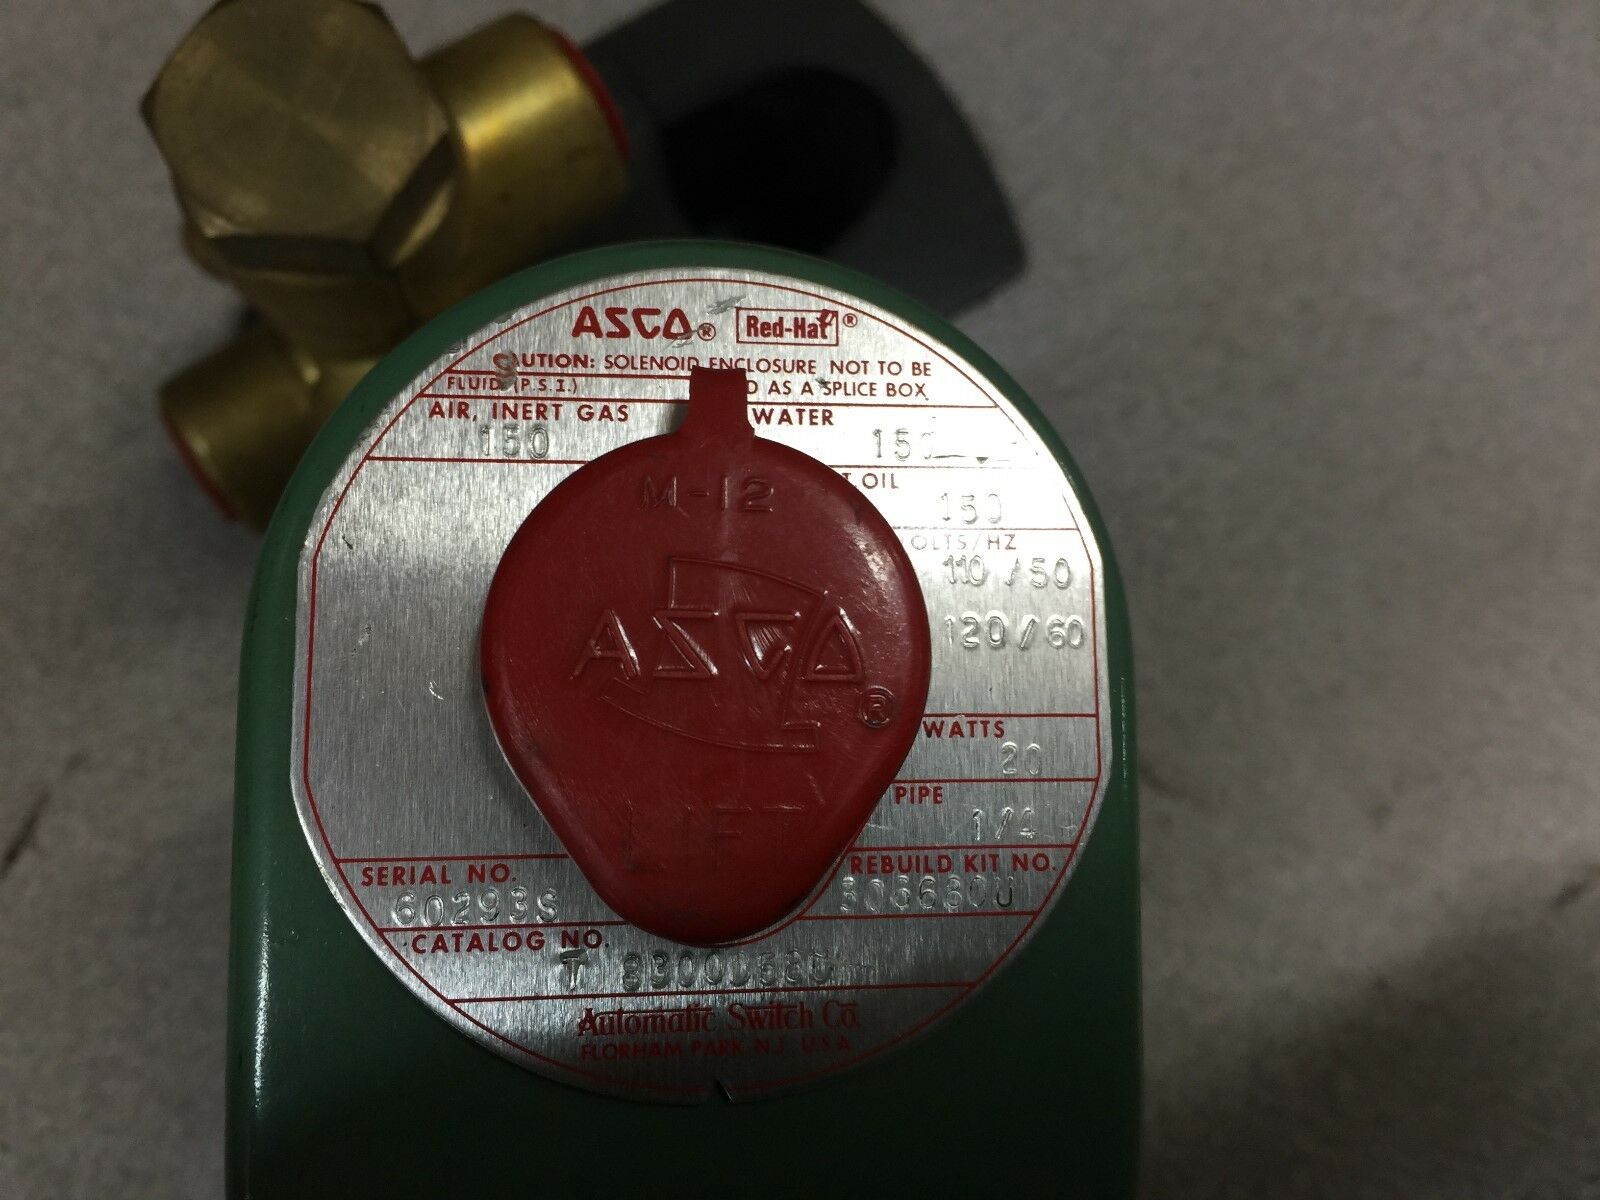 ASCO® Red-Hat®
CAUTION: SOLENOID ENCLOSURE NOT TO BE
FLUID (P.S.I.) D AS A SPLICE BOX
AIR, INERT GAS WATER
150 150
T. OIL
150
M-12
OLTS/HZ
110/50
120/60
ASCO®
WATTS
20
LIFT
PIPE
1/4
SERIAL NO. REBUILD KIT NO.
60293S
CATALOG NO.
T
Automatic Switch Co.
FLORHAM PARK, N.J. U.S.A.